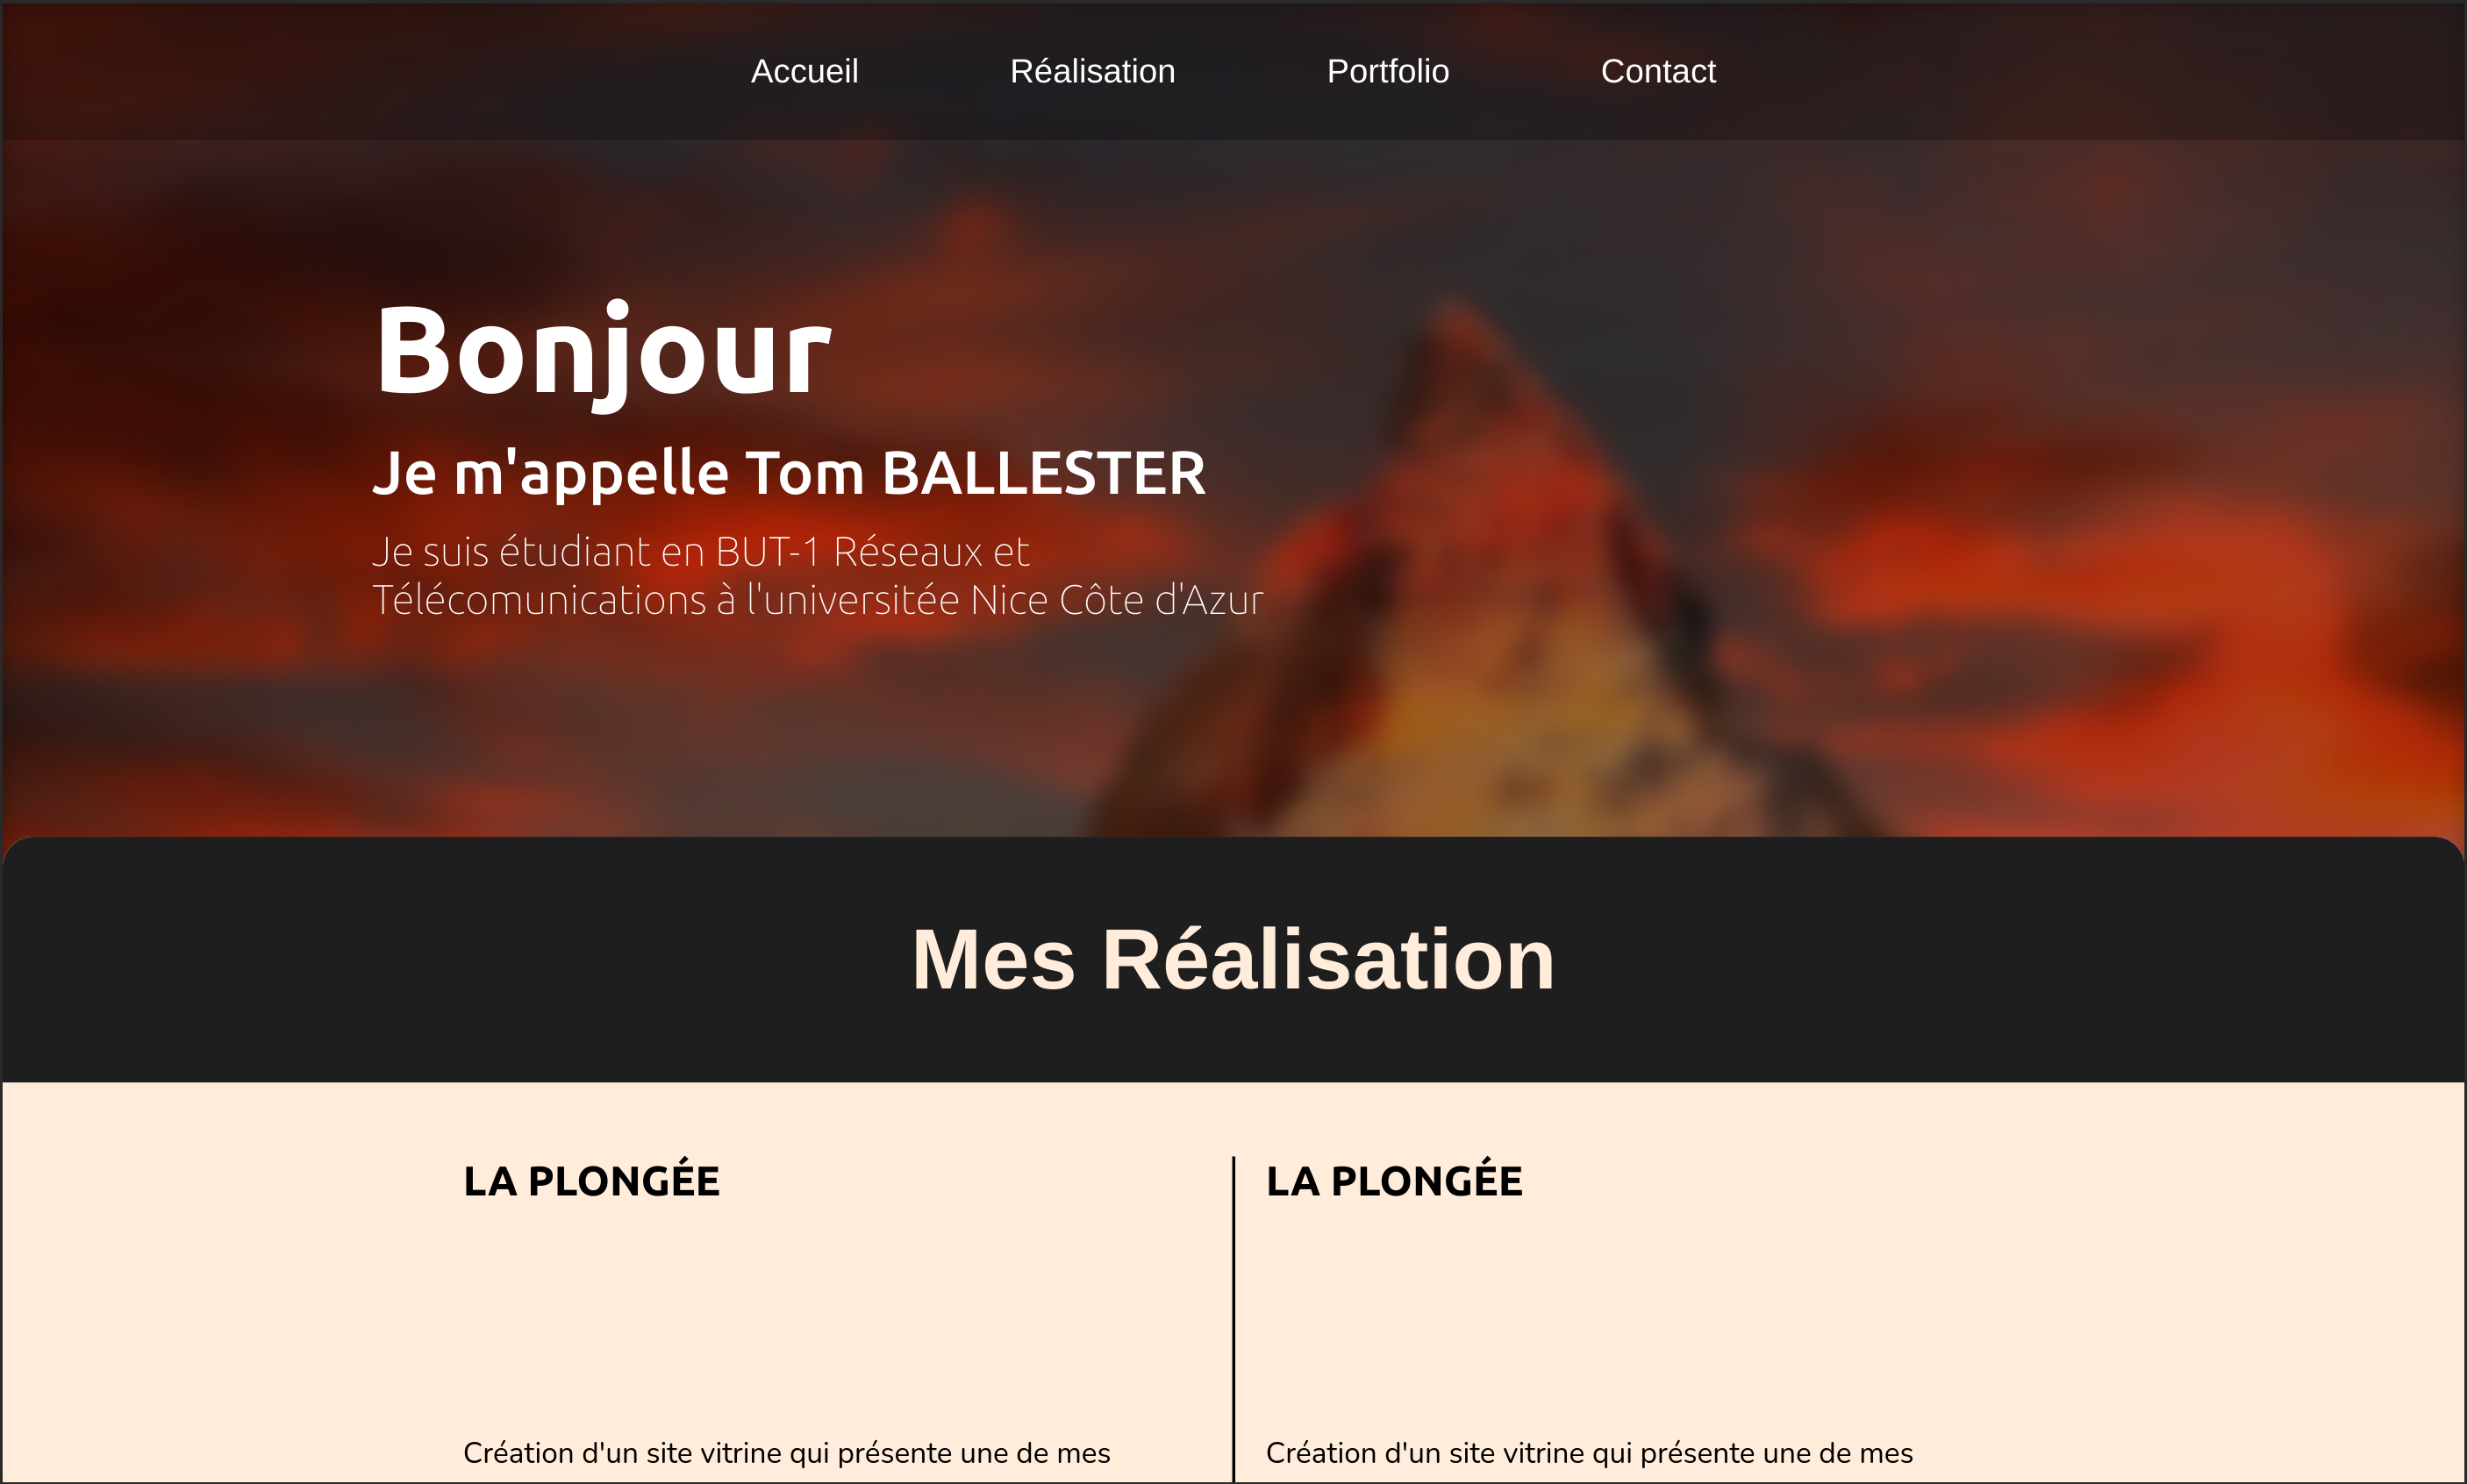 Accueil Réalisation Portfolio Contact
Bonjour
Je m'appelle Tom BALLESTER
Je suis étudiant en BUT-1 Réseaux et
Télécomunications à l'universitée Nice Côte d'Azur
Mes Réalisation
LA PLONGÉE
Création d'un site vitrine qui présente une de mes
LA PLONGÉE
Création d'un site vitrine qui présente une de mes